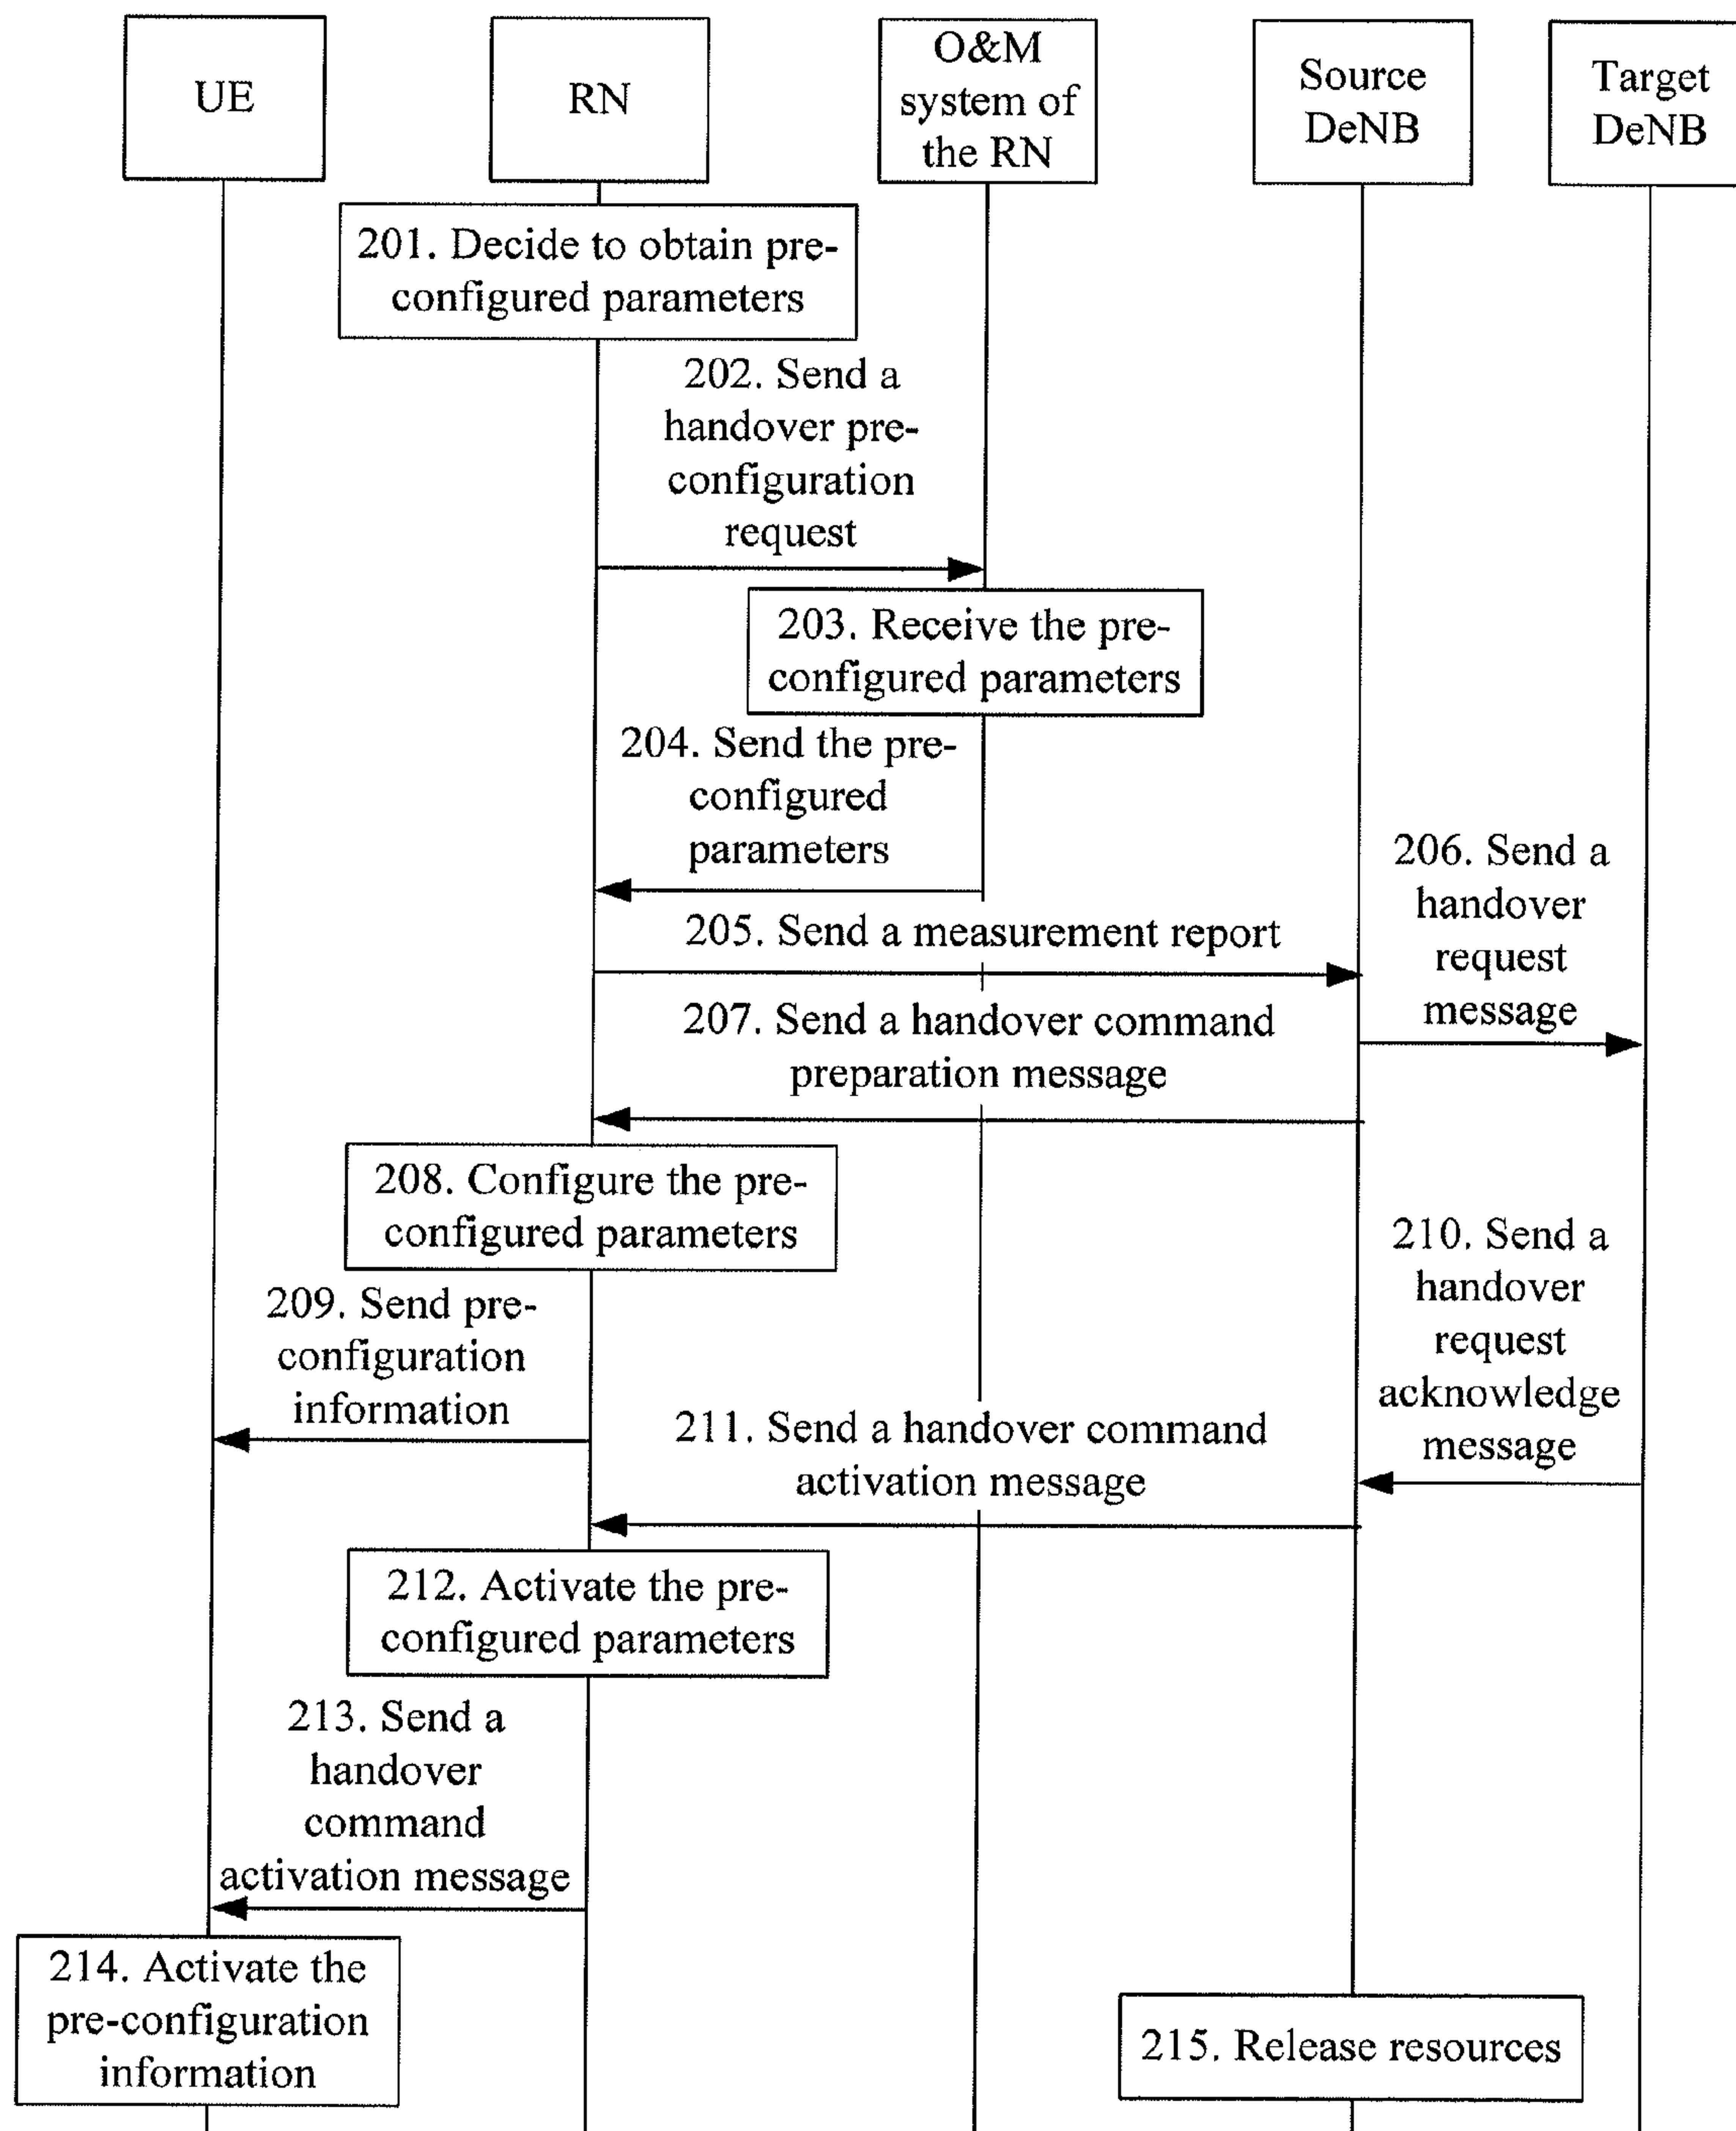 UE
RN
O&M
system of
the RN
Source
DeNB
Target
DeNB
201. Decide to obtain pre-
configured parameters
202. Send a
handover pre-
configuration
request
203. Receive the pre-
configured parameters
204. Send the pre-
configured
parameters
205. Send a measurement report
206. Send a
handover
request
message
207. Send a handover command
preparation message
208. Configure the pre-
configured parameters
209. Send pre-
configuration
information
210. Send a
handover
request
acknowledge
message
211. Send a handover command
activation message
212. Activate the pre-
configured parameters
213. Send a
handover
command
activation message
214. Activate the
pre-configuration
information
215. Release resources